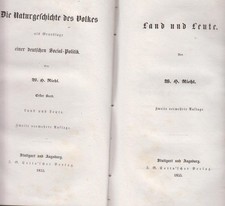 Die Naturgeschichte des Volkes
als Grundlage
einer deutschen Social-Politik.
von
W. H. Riehl.
Erster Band.
Land und Leute.
Zweite vermehrte Auflage.
Stuttgart und Augsburg.
J. G. Cotta'scher Verlag.
1855.
Land und Leute.
Von
W. H. Riehl.
Zweite vermehrte Auflage.
Stuttgart und Augsburg.
J. G. Cotta'scher Verlag.
1855.